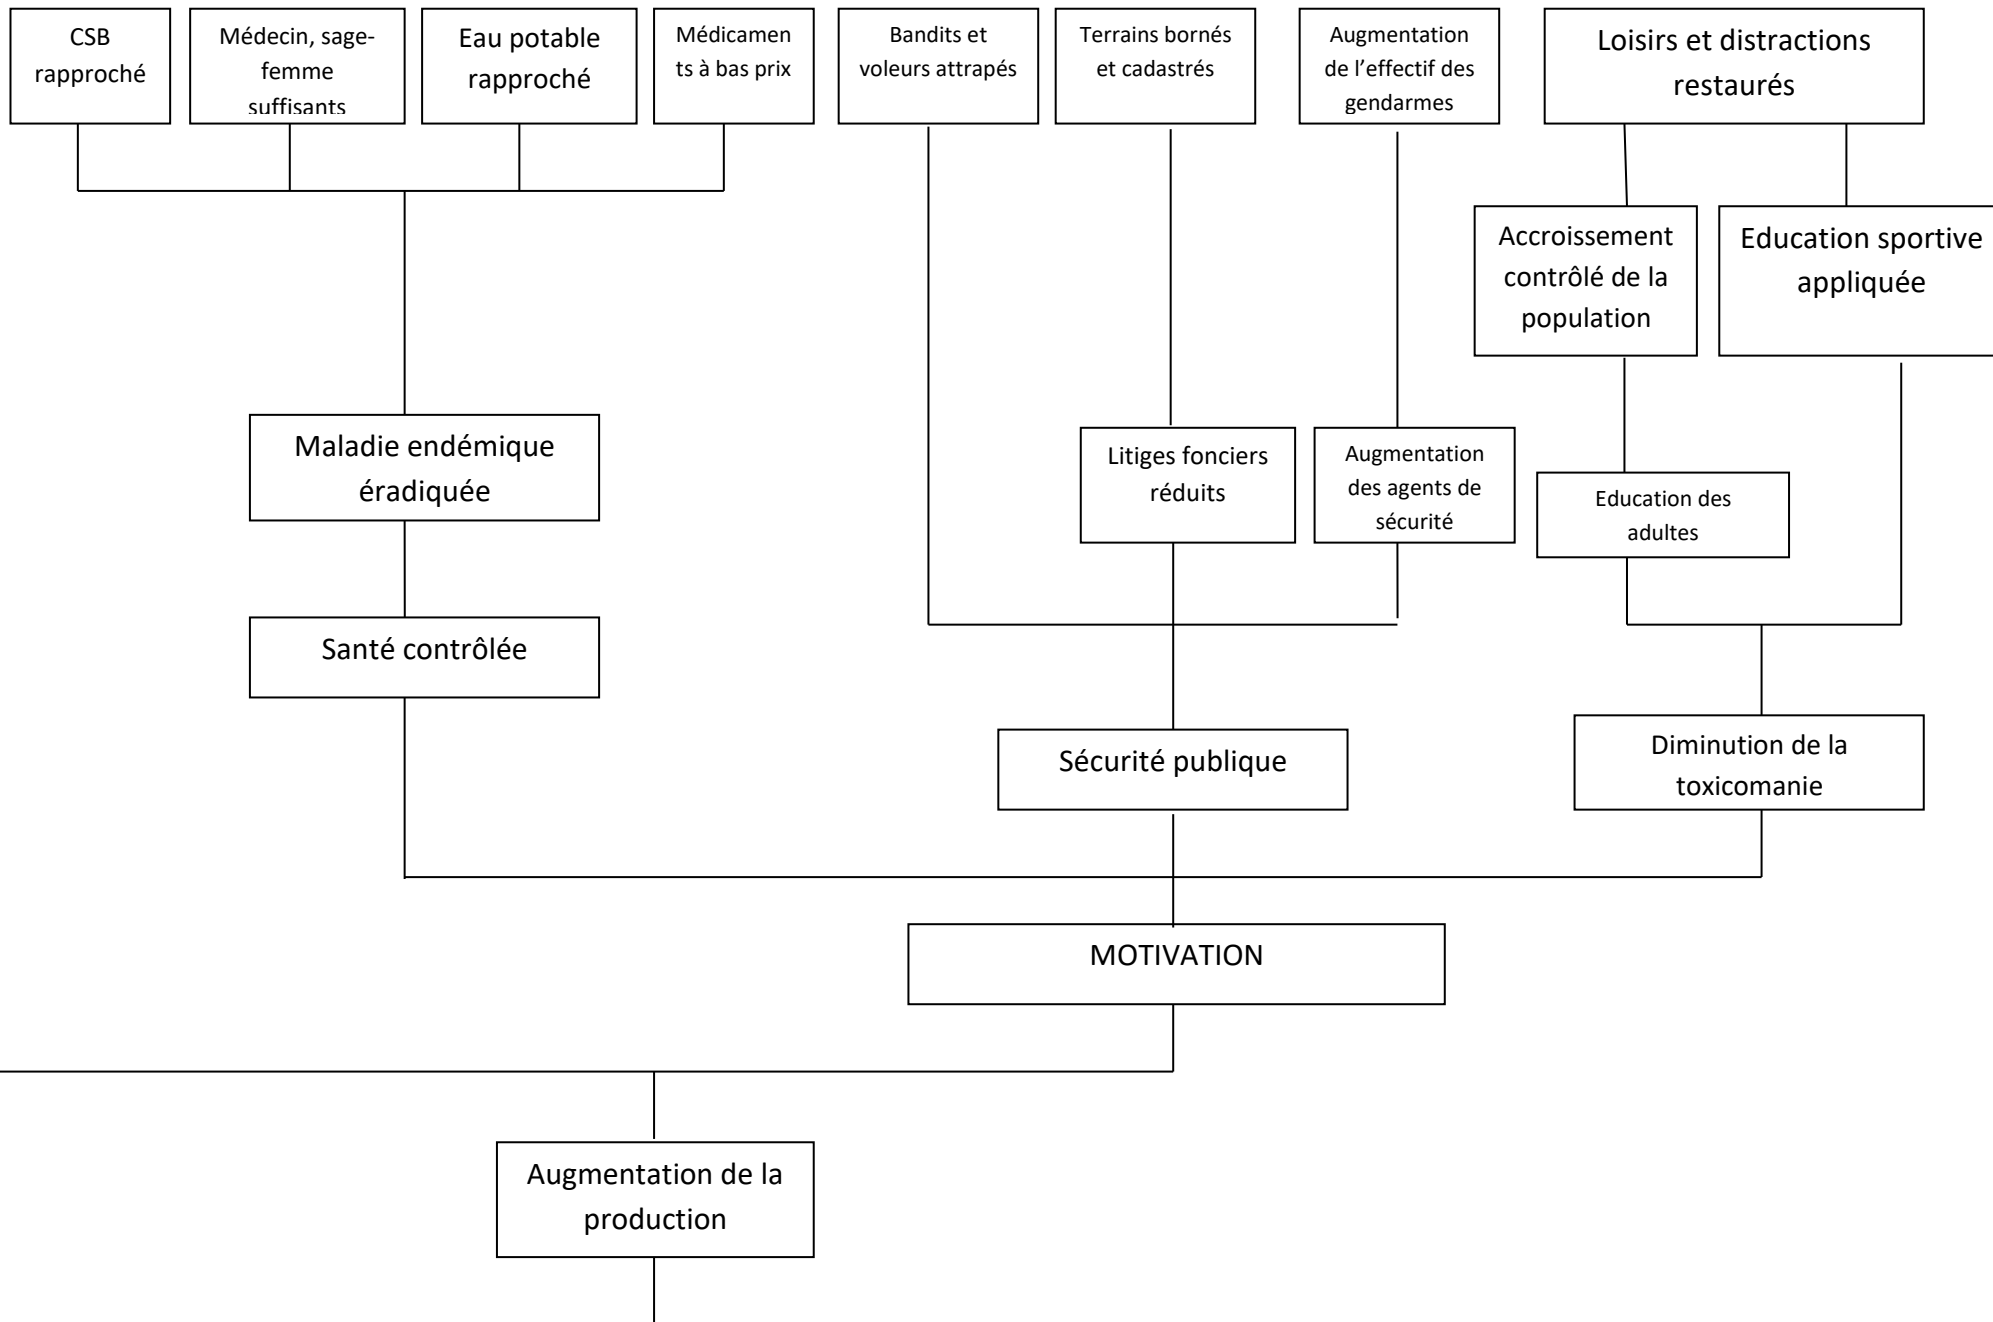 CSB
rapproché
Médecin, sage-
femme
suffisants
Eau potable
rapproché
Médicamen
ts à bas prix
Bandits et
voleurs attrapés
Terrains bornés
et cadastrés
Augmentation
de l’effectif des
gendarmes
Loisirs et distractions
restaurés
Accroissement
contrôlé de la
population
Education sportive
appliquée
Maladie endémique
éradiquée
Litiges fonciers
réduits
Augmentation
des agents de
sécurité
Education des
adultes
Santé contrôlée
Sécurité publique
Diminution de la
toxicomanie
MOTIVATION
Augmentation de la
production